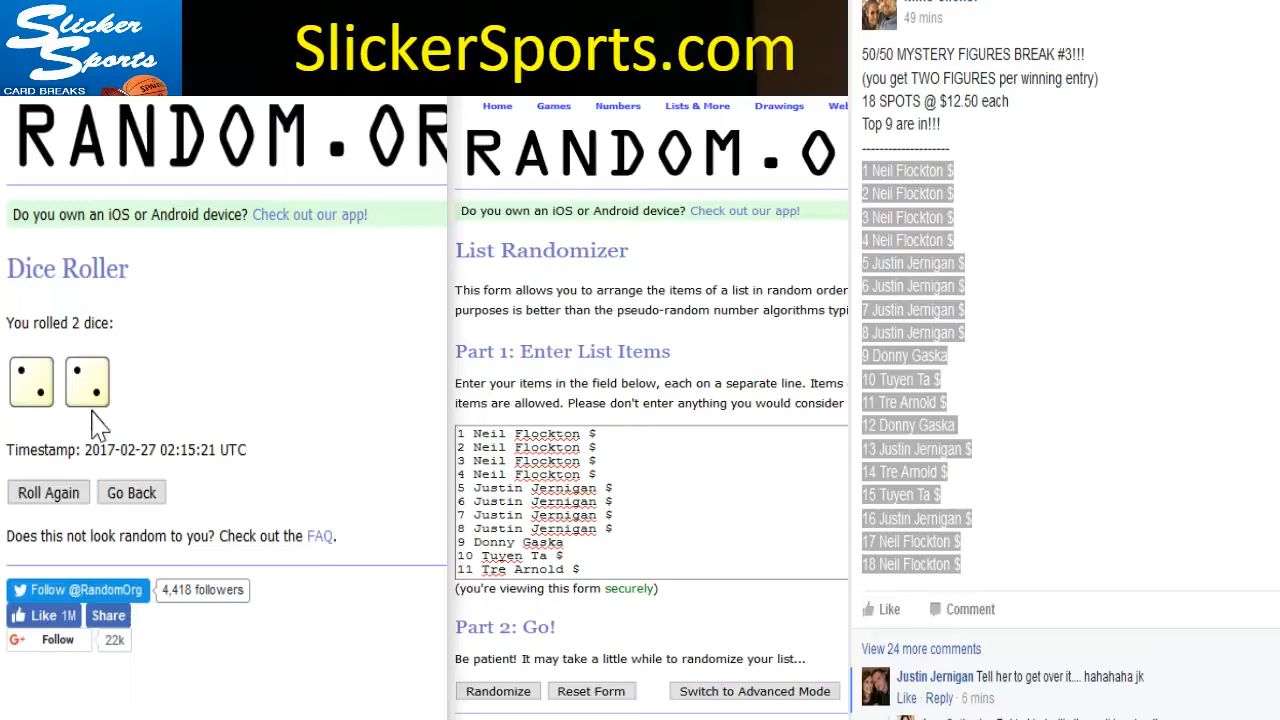 Slicker
Sports
CARD BREAKS
SlickerSports.com
RANDOM.OR
Do you own an iOS or Android device? Check out our app!
Dice Roller
You rolled 2 dice:
Timestamp: 2017-02-27 02:15:21 UTC
Roll Again
Go Back
Does this not look random to you? Check out the FAQ.
Follow @RandomOrg
4,418 followers
Like 1M
Share
G+
Follow
22k
Home Games Numbers Lists & More Drawings Web
RANDOM.O
Do you own an iOS or Android device? Check out our app!
List Randomizer
This form allows you to arrange the items of a list in random order
purposes is better than the pseudo-random number algorithms typi
Part 1: Enter List Items
Enter your items in the field below, each on a separate line. Items
items are allowed. Please don't enter anything you would consider
1 Neil Flockton $
2 Neil Flockton $
3 Neil Flockton $
4 Neil Flockton $
5 Justin Jernigan $
6 Justin Jernigan $
7 Justin Jernigan $
8 Justin Jernigan $
9 Donny Gaska
10 Tuyen Ta $
11 Tre Arnold $
(you're viewing this form securely)
Part 2: Go!
Be patient! It may take a little while to randomize your list...
Randomize
Reset Form
Switch to Advanced Mode
49 mins
50/50 MYSTERY FIGURES BREAK #3!!!
(you get TWO FIGURES per winning entry)
18 SPOTS @ $12.50 each
Top 9 are in!!!
--------------------
1 Neil Flockton $
2 Neil Flockton $
3 Neil Flockton $
4 Neil Flockton $
5 Justin Jernigan $
6 Justin Jernigan $
7 Justin Jernigan $
8 Justin Jernigan $
9 Donny Gaska
10 Tuyen Ta $
11 Tre Arnold $
12 Donny Gaska
13 Justin Jernigan $
14 Tre Arnold $
15 Tuyen Ta $
16 Justin Jernigan $
17 Neil Flockton $
18 Neil Flockton $
Like
Comment
View 24 more comments
Justin Jernigan Tell her to get over it.... hahahaha jk
Like · Reply · 6 mins